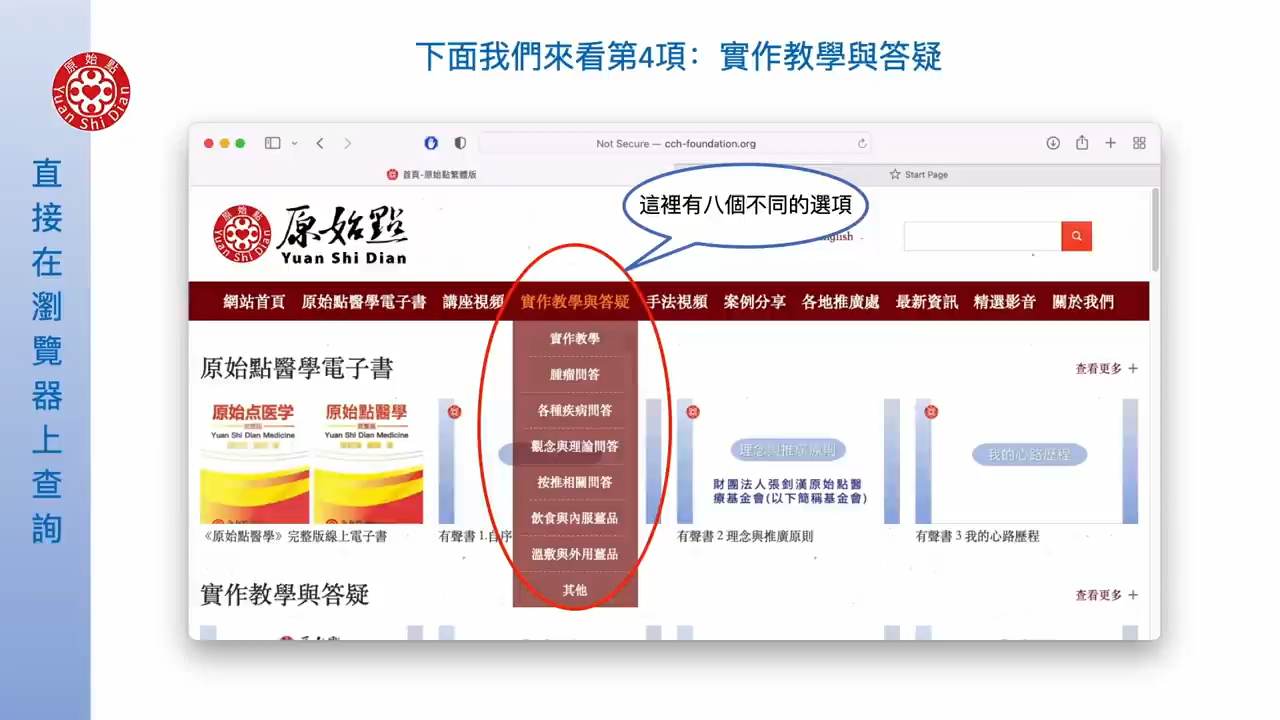 下面我們來看第4項：實作教學與答疑
原始點
Yuan Shi Dian
直接在瀏覽器上查詢
Not Secure — cch-foundation.org
首頁-原始點繁體版
Start Page
這裡有八個不同的選項
原始點
Yuan Shi Dian
原始點
Yuan Shi Dian
English
網站首頁 原始點醫學電子書 講座視頻 實作教學與答疑 手法視頻 案例分享 各地推廣處 最新資訊 精選影音 關於我們
實作教學
腫瘤問答
各種疾病問答
觀念與理論問答
按推相關問答
飲食與內服薑品
溫敷與外用薑品
其他
原始點醫學電子書
查看更多 +
原始点医学
Yuan Shi Dian Medicine
原始點醫學
Yuan Shi Dian Medicine
理念與推廣原則
財團法人張釗漢原始點醫
療基金會(以下簡稱基金會)
我的心路歷程
《原始點醫學》完整版線上電子書
有聲書 1.自序
有聲書 2 理念與推廣原則
有聲書 3 我的心路歷程
實作教學與答疑
查看更多 +